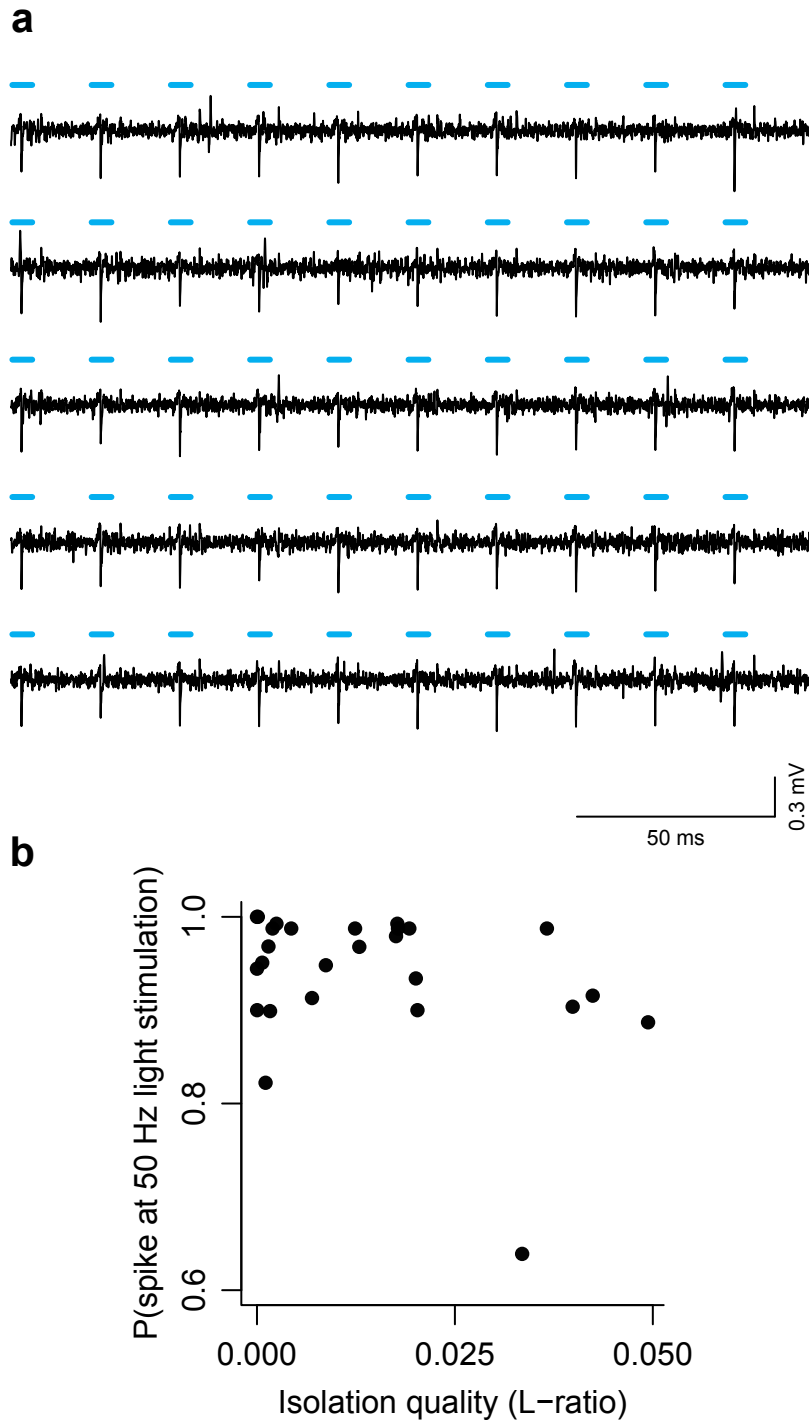 a
0.3 mV
50 ms
b
P(spike at 50 Hz light stimulation)
1.0
0.8
0.6
0.000 0.025 0.050
Isolation quality (L−ratio)